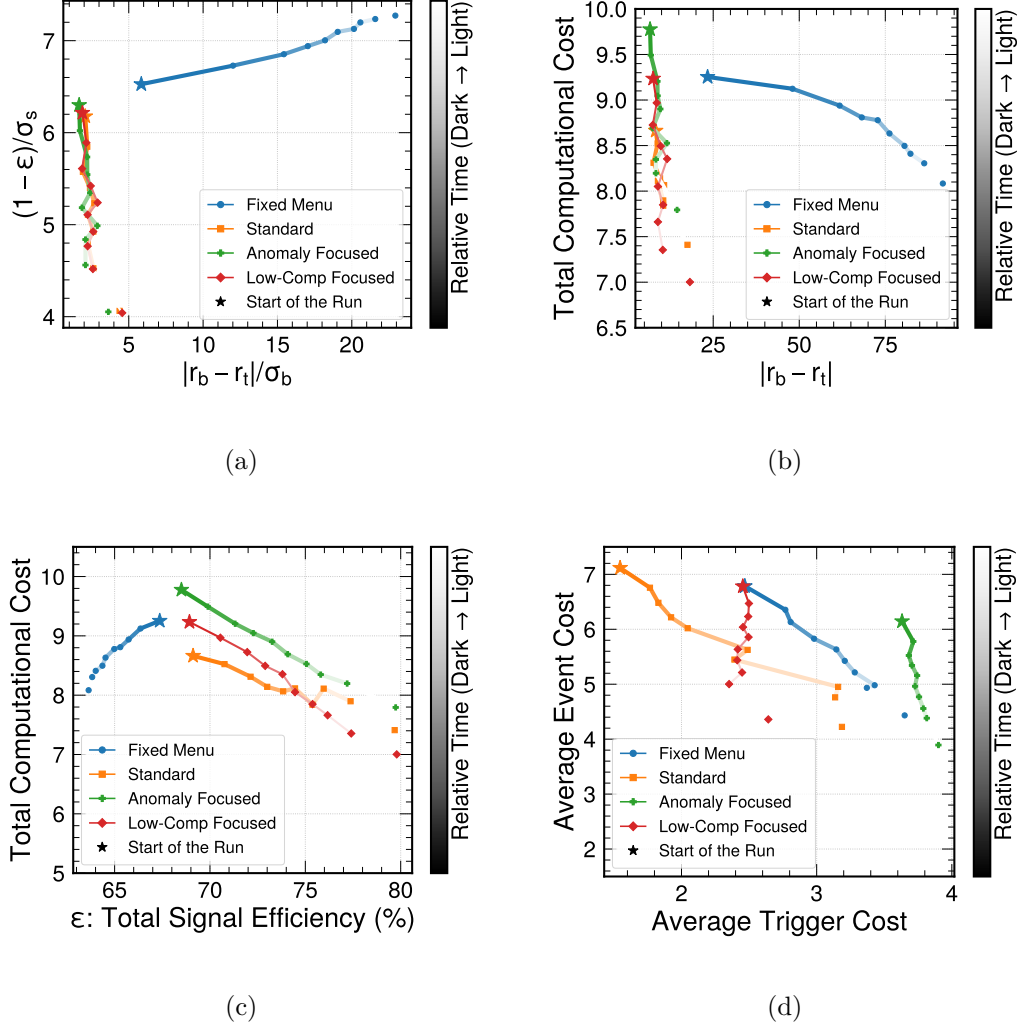 7
6
5
4
(1 − ε)/σs
5
10
15
20
|rb − rt|/σb
Fixed Menu
Standard
Anomaly Focused
Low-Comp Focused
Start of the Run
Relative Time (Dark → Light)
(a)
10.0
9.5
9.0
8.5
8.0
7.5
7.0
6.5
Total Computational Cost
25
50
75
|rb − rt|
Fixed Menu
Standard
Anomaly Focused
Low-Comp Focused
Start of the Run
Relative Time (Dark → Light)
(b)
10
9
8
7
6
5
Total Computational Cost
65
70
75
80
ε: Total Signal Efficiency (%)
Fixed Menu
Standard
Anomaly Focused
Low-Comp Focused
Start of the Run
Relative Time (Dark → Light)
(c)
7
6
5
4
3
2
Average Event Cost
2
3
4
Average Trigger Cost
Fixed Menu
Standard
Anomaly Focused
Low-Comp Focused
Start of the Run
Relative Time (Dark → Light)
(d)